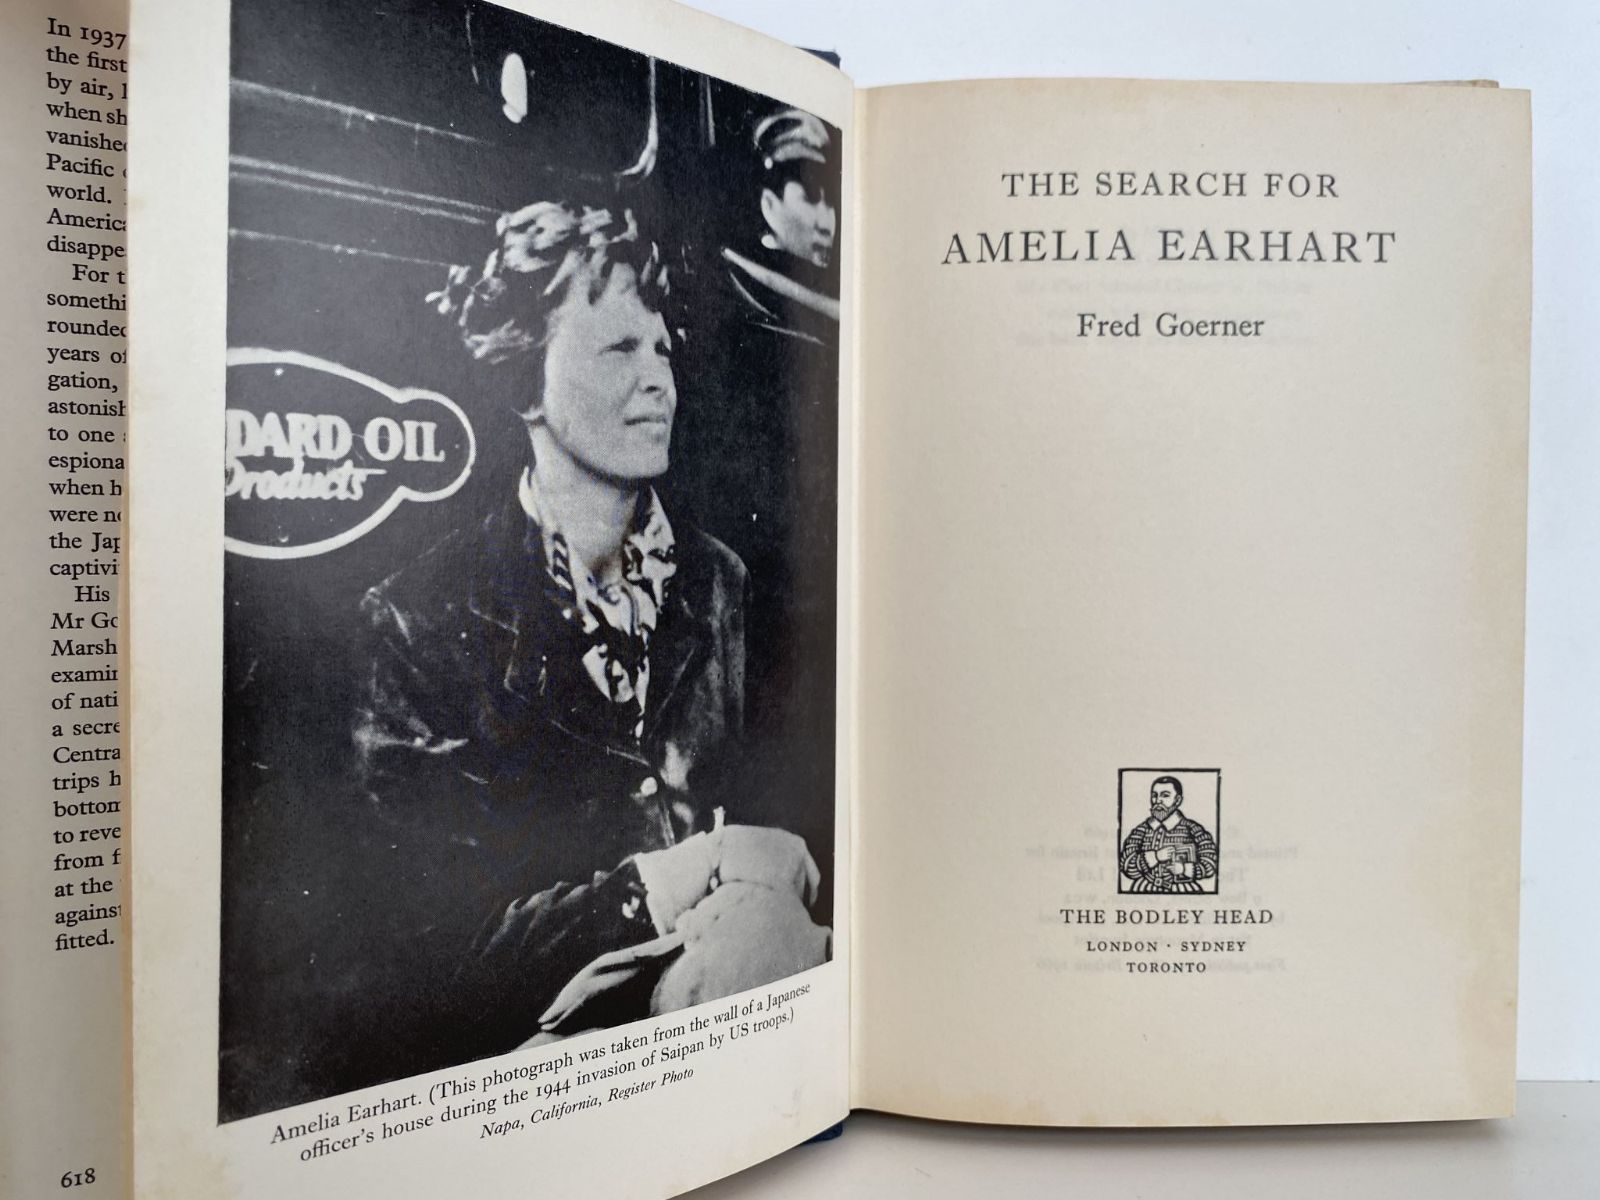 In 1937
the first
by air,
when sh
vanishe
Pacific
world.
Americ
disappe
For t
somethi
rounded
years of
gation,
astonish
to one
espiona
when h
were no
the Jap
captivi
His
Mr Go
Marsh
examin
of nati
a secre
Centra
trips h
bottom
to reve
from f
at the
against
fitted.
618
DARD OIL
Products
Amelia Earhart. (This photograph was taken from the wall of a Japanese
officer's house during the 1944 invasion of Saipan by US troops.)
Napa, California, Register Photo
THE SEARCH FOR
AMELIA EARHART
Fred Goerner
THE BODLEY HEAD
LONDON · SYDNEY
TORONTO